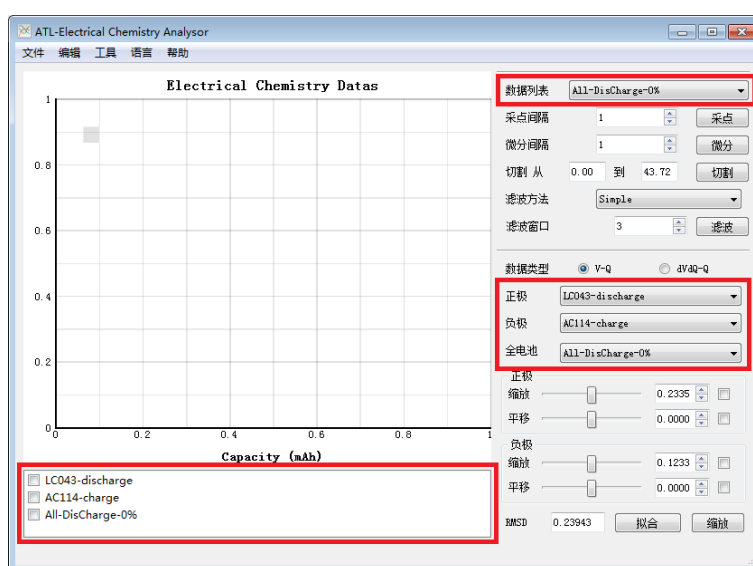 ATL-Electrical Chemistry Analysor
文件 编辑 工具 语言 帮助
Electrical Chemistry Datas
1
0.8
0.6
0.4
0.2
0
0 0.2 0.4 0.6 0.8 1
Capacity (mAh)
LCO43-discharge
AC114-charge
All-DisCharge-0%
数据列表 All-DisCharge-0%
采点间隔 1 采点
微分间隔 1 微分
切割 从 0.00 到 43.72 切割
滤波方法 Simple
滤波窗口 3 滤波
数据类型 V-Q dVdQ-Q
正极 LCO43-discharge
负极 AC114-charge
全电池 All-DisCharge-0%
正极
缩放 0.2335
平移 0.0000
负极
缩放 0.1233
平移 0.0000
RMSD 0.23943 拟合 缩放